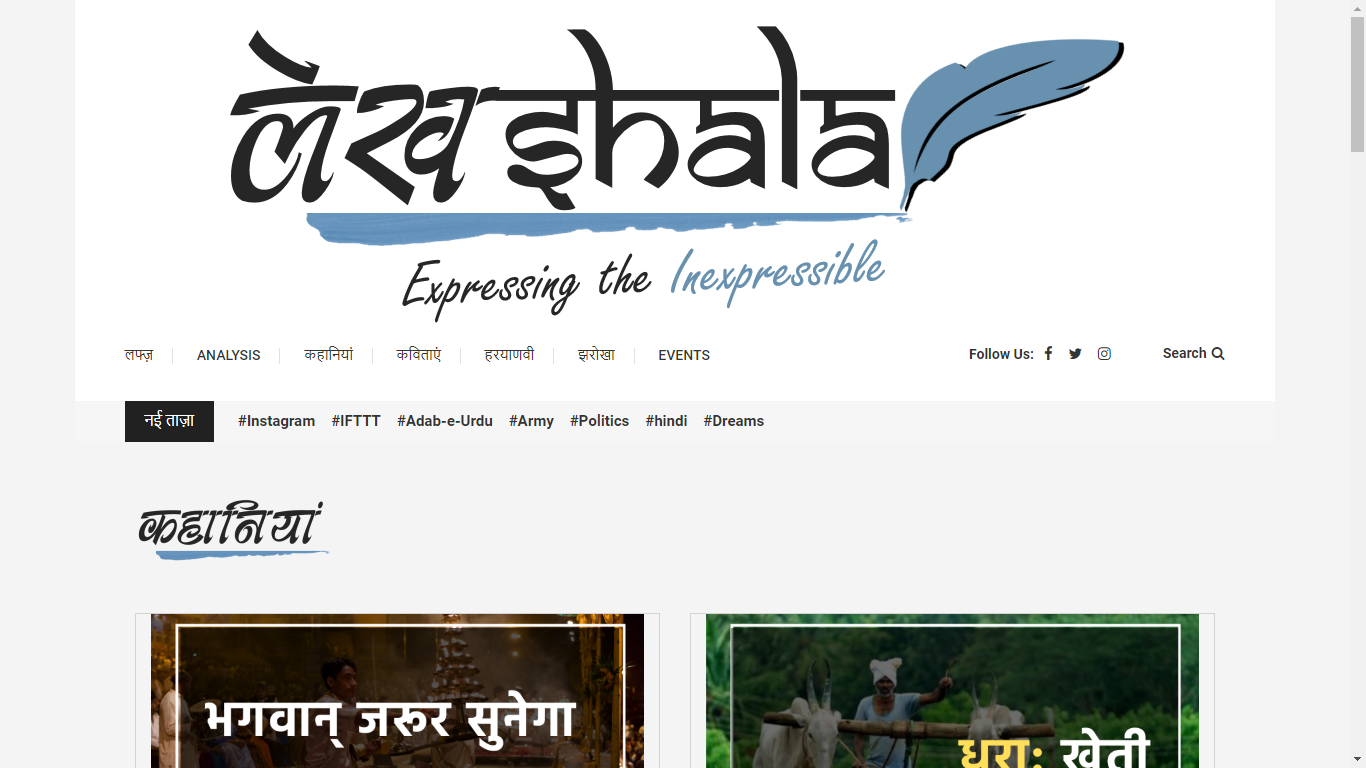 लेखshala
Expressing the Inexpressible
लफ्ज़ ANALYSIS कहानियां कविताएं हरयाणवी झरोखा EVENTS Follow Us: Search
नई ताज़ा #Instagram #IFTTT #Adab-e-Urdu #Army #Politics #hindi #Dreams
कहानियां
भगवान् जरूर सुनेगा
धरा: खेती